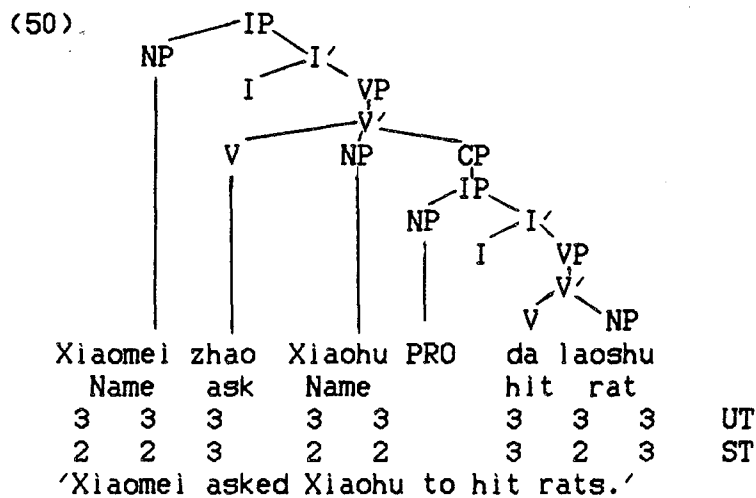 (50) IP
NP I′
I VP
V′
V NP CP
IP
NP I′
I VP
V′
V NP
Xiaomei zhao Xiaohu PRO da laoshu
Name ask Name hit rat
3 3 3 3 3 3 3 3 UT
2 2 3 2 2 3 2 3 ST
′Xiaomei asked Xiaohu to hit rats.′